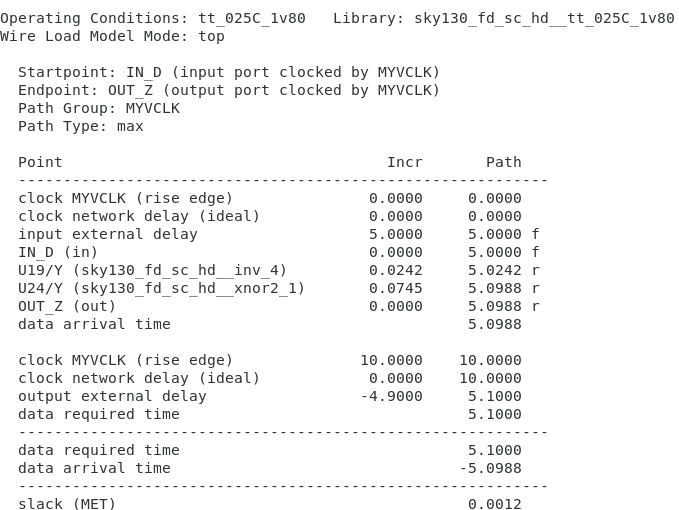 Operating Conditions: tt_025C_1v80   Library: sky130_fd_sc_hd__tt_025C_1v80
Wire Load Model Mode: top

  Startpoint: IN_D (input port clocked by MYVCLK)
  Endpoint: OUT_Z (output port clocked by MYVCLK)
  Path Group: MYVCLK
  Path Type: max

  Point                                    Incr       Path
  -----------------------------------------------------------
  clock MYVCLK (rise edge)               0.0000     0.0000
  clock network delay (ideal)            0.0000     0.0000
  input external delay                   5.0000     5.0000 f
  IN_D (in)                              0.0000     5.0000 f
  U19/Y (sky130_fd_sc_hd__inv_4)         0.0242     5.0242 r
  U24/Y (sky130_fd_sc_hd__xnor2_1)       0.0745     5.0988 r
  OUT_Z (out)                            0.0000     5.0988 r
  data arrival time                                 5.0988

  clock MYVCLK (rise edge)              10.0000    10.0000
  clock network delay (ideal)            0.0000    10.0000
  output external delay                 -4.9000     5.1000
  data required time                                5.1000
  -----------------------------------------------------------
  data required time                                5.1000
  data arrival time                                -5.0988
  -----------------------------------------------------------
  slack (MET)                                       0.0012